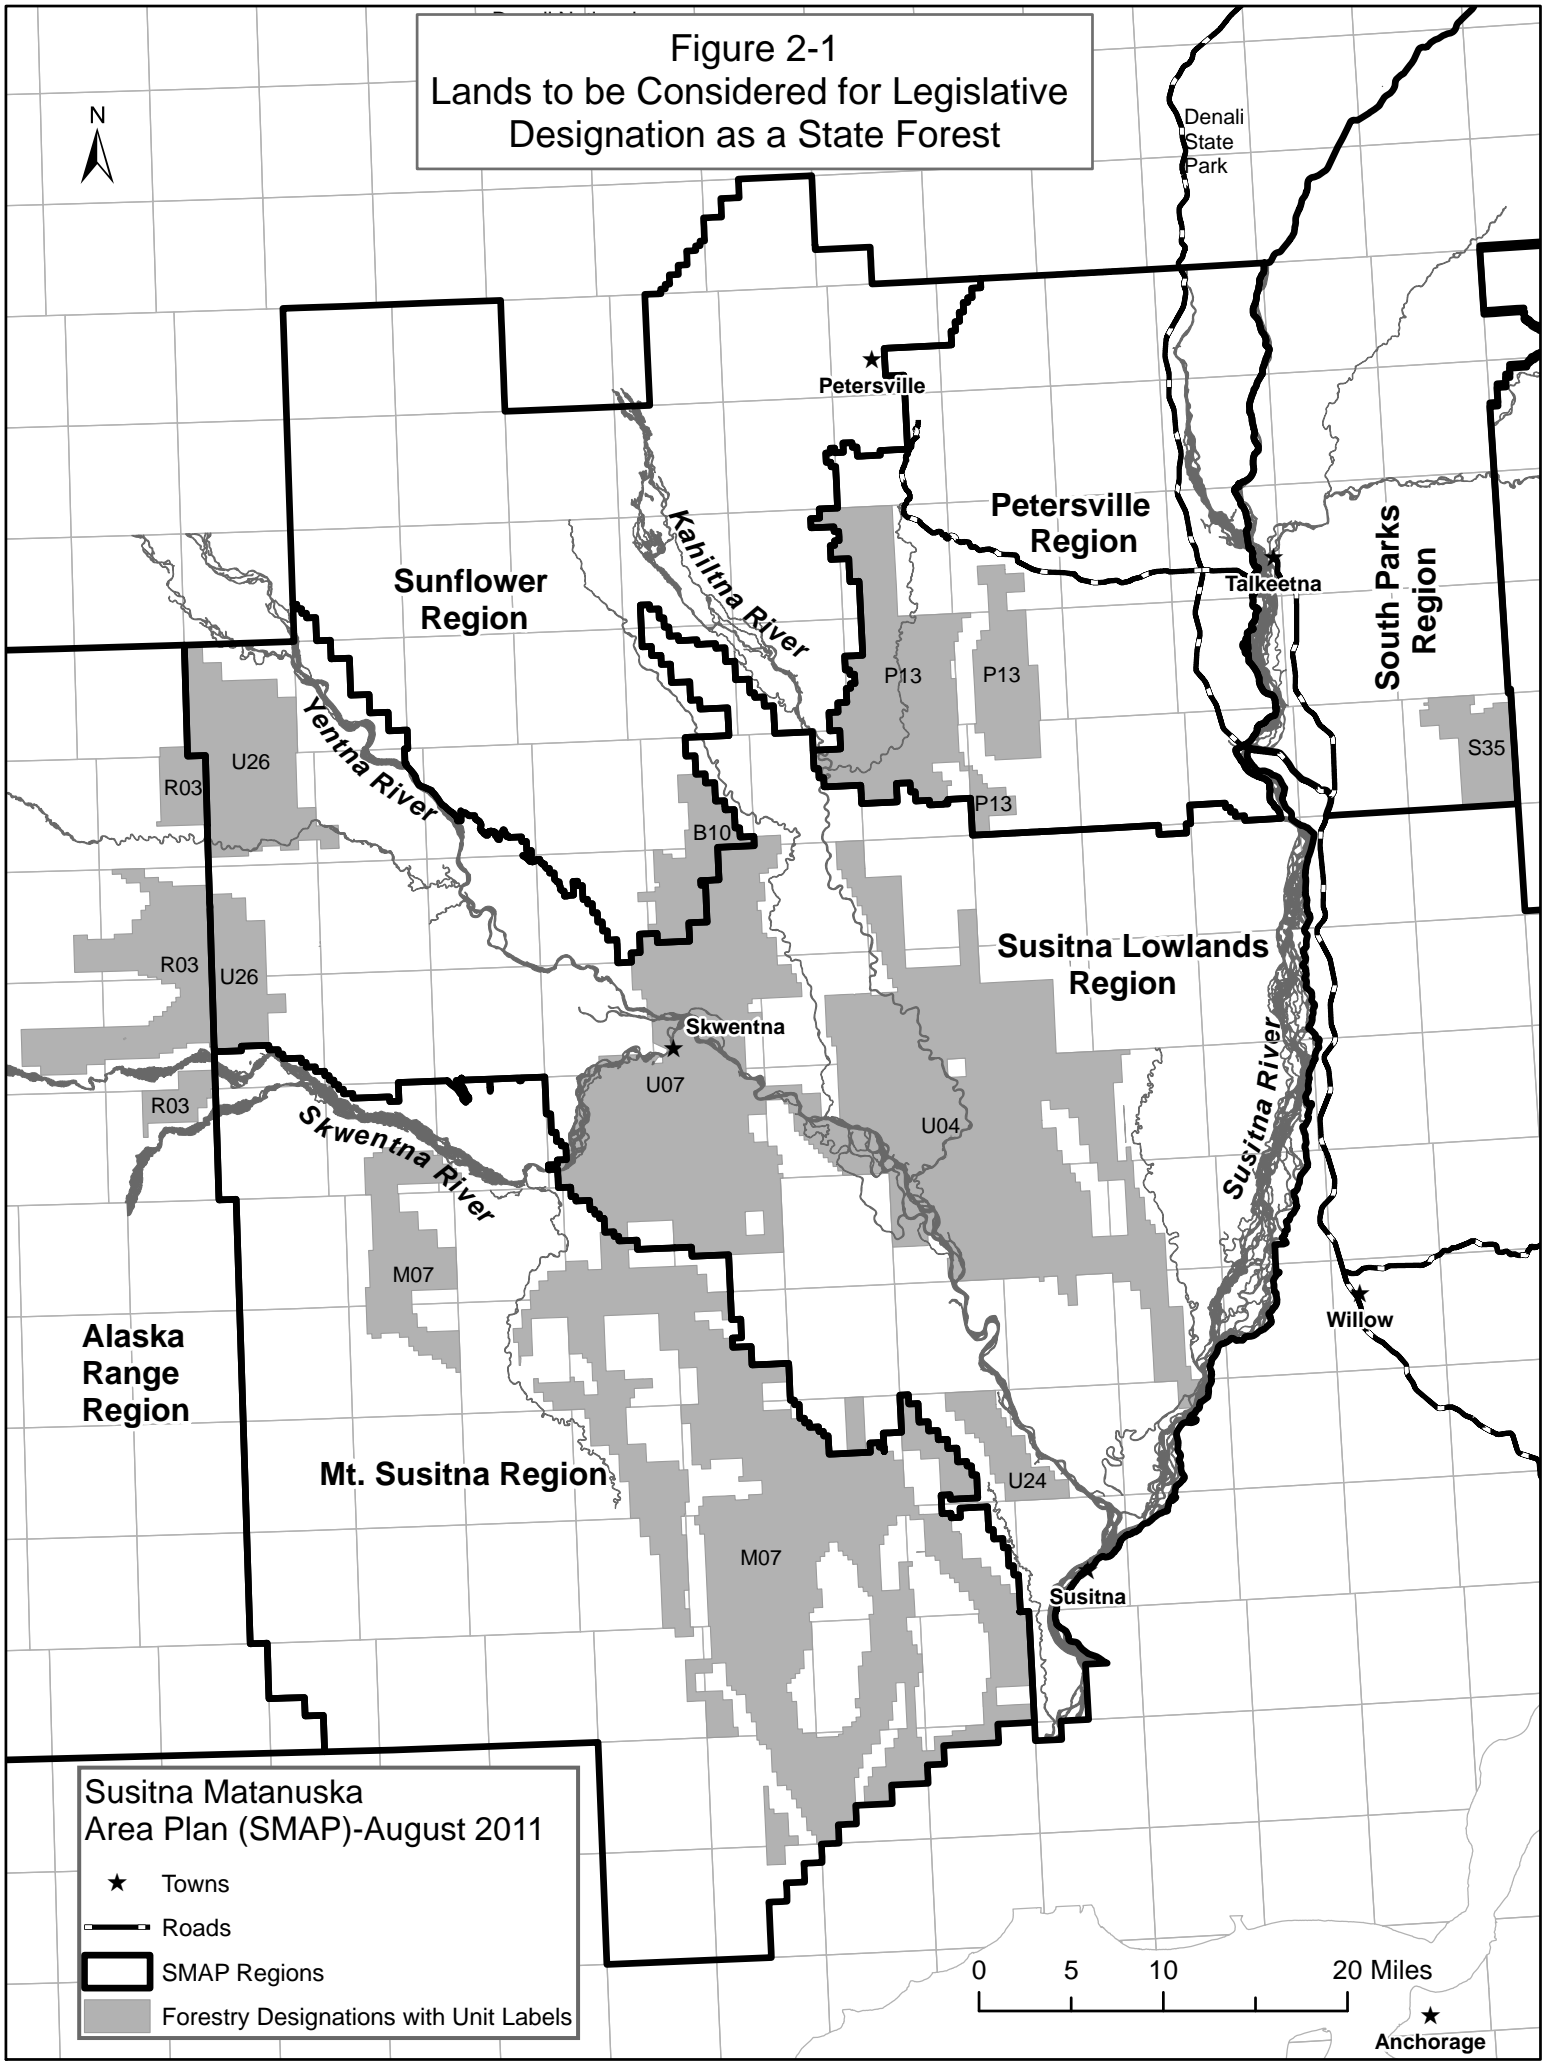 Figure 2-1
Lands to be Considered for Legislative
Designation as a State Forest
N
Denali
State
Park
Petersville
Petersville
Region
Kahiltna River
Sunflower
Region
Talkeetna
South Parks
Region
P13
P13
Yentna River
U26
R03
S35
P13
B10
Susitna Lowlands
Region
R03
U26
Skwentna
Susitna River
U07
R03
Skwentna River
U04
M07
Willow
Alaska
Range
Region
Mt. Susitna Region
U24
M07
Susitna
Susitna Matanuska
Area Plan (SMAP)-August 2011
Towns
Roads
SMAP Regions
Forestry Designations with Unit Labels
0 5 10 20 Miles
Anchorage